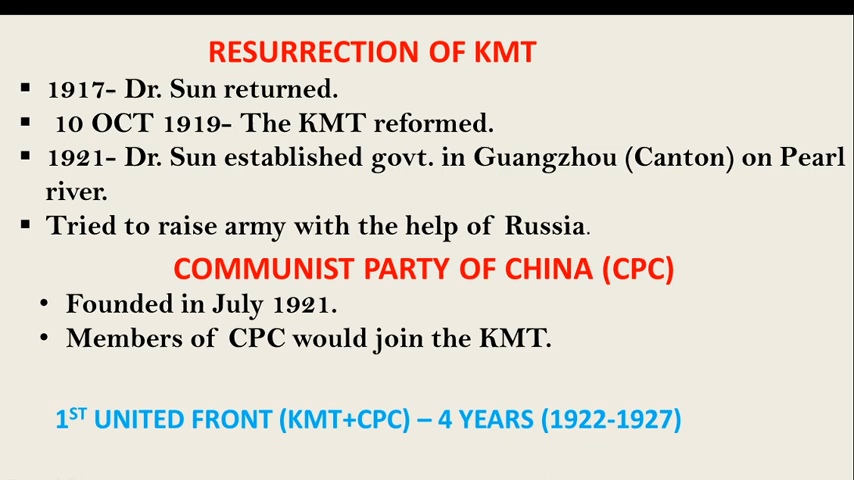 RESURRECTION OF KMT
▪ 1917- Dr. Sun returned.
▪ 10 OCT 1919- The KMT reformed.
▪ 1921- Dr. Sun established govt. in Guangzhou (Canton) on Pearl
river.
▪ Tried to raise army with the help of Russia.
COMMUNIST PARTY OF CHINA (CPC)
• Founded in July 1921.
• Members of CPC would join the KMT.
1ST UNITED FRONT (KMT+CPC) – 4 YEARS (1922-1927)